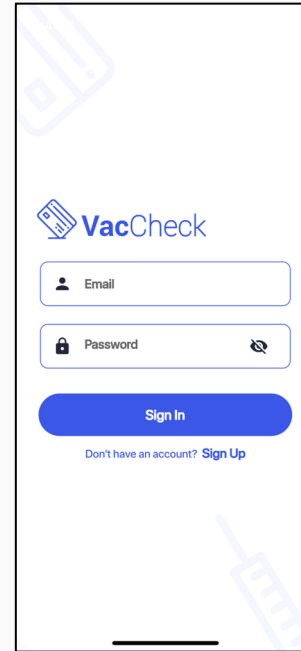 VacCheck
Email
Password
Sign In
Don't have an account? Sign Up